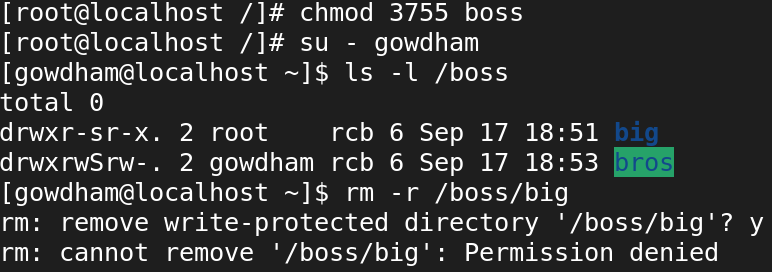 [root@localhost /]# chmod 3755 boss
[root@localhost /]# su - gowdham
[gowdham@localhost ~]$ ls -l /boss
total 0
drwxr-sr-x. 2 root    rcb 6 Sep 17 18:51 big
drwxrwSrw-. 2 gowdham rcb 6 Sep 17 18:53 bros
[gowdham@localhost ~]$ rm -r /boss/big
rm: remove write-protected directory '/boss/big'? y
rm: cannot remove '/boss/big': Permission denied